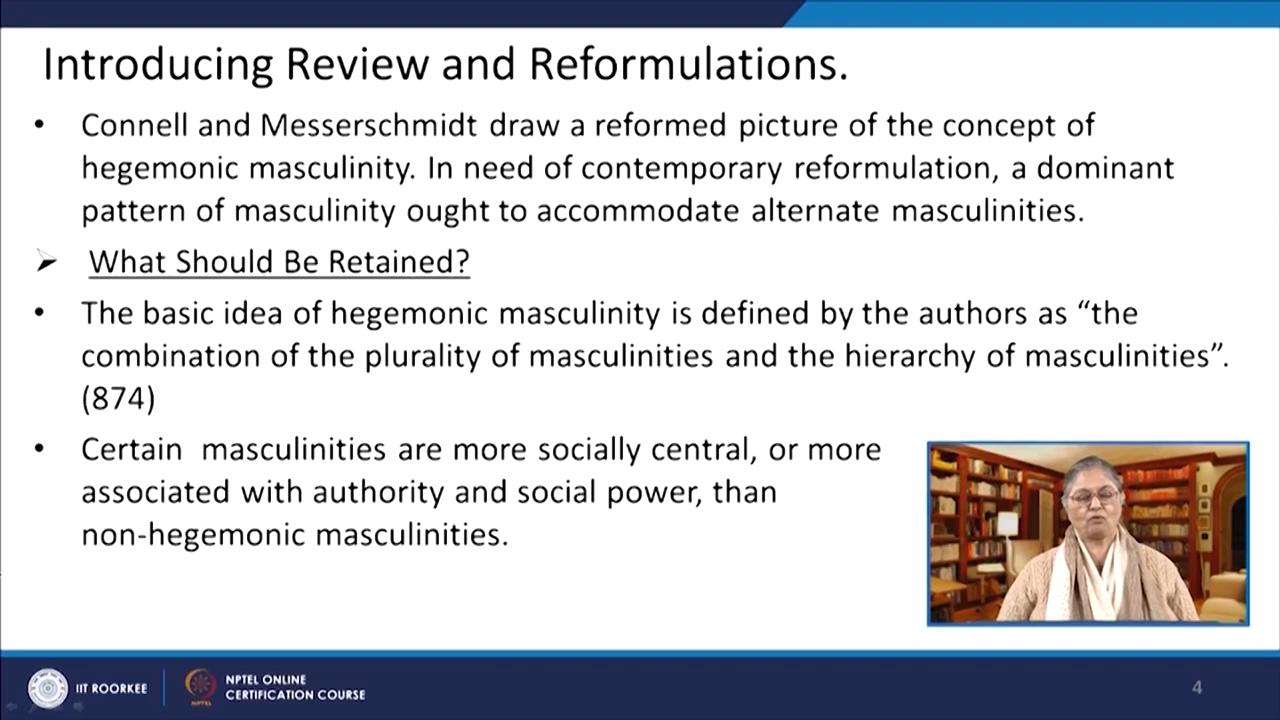 Introducing Review and Reformulations.
• Connell and Messerschmidt draw a reformed picture of the concept of
hegemonic masculinity. In need of contemporary reformulation, a dominant
pattern of masculinity ought to accommodate alternate masculinities.
➢ What Should Be Retained?
• The basic idea of hegemonic masculinity is defined by the authors as “the
combination of the plurality of masculinities and the hierarchy of masculinities”.
(874)
• Certain masculinities are more socially central, or more
associated with authority and social power, than
non-hegemonic masculinities.
IIT ROORKEE
NPTEL
NPTEL ONLINE
CERTIFICATION COURSE
4